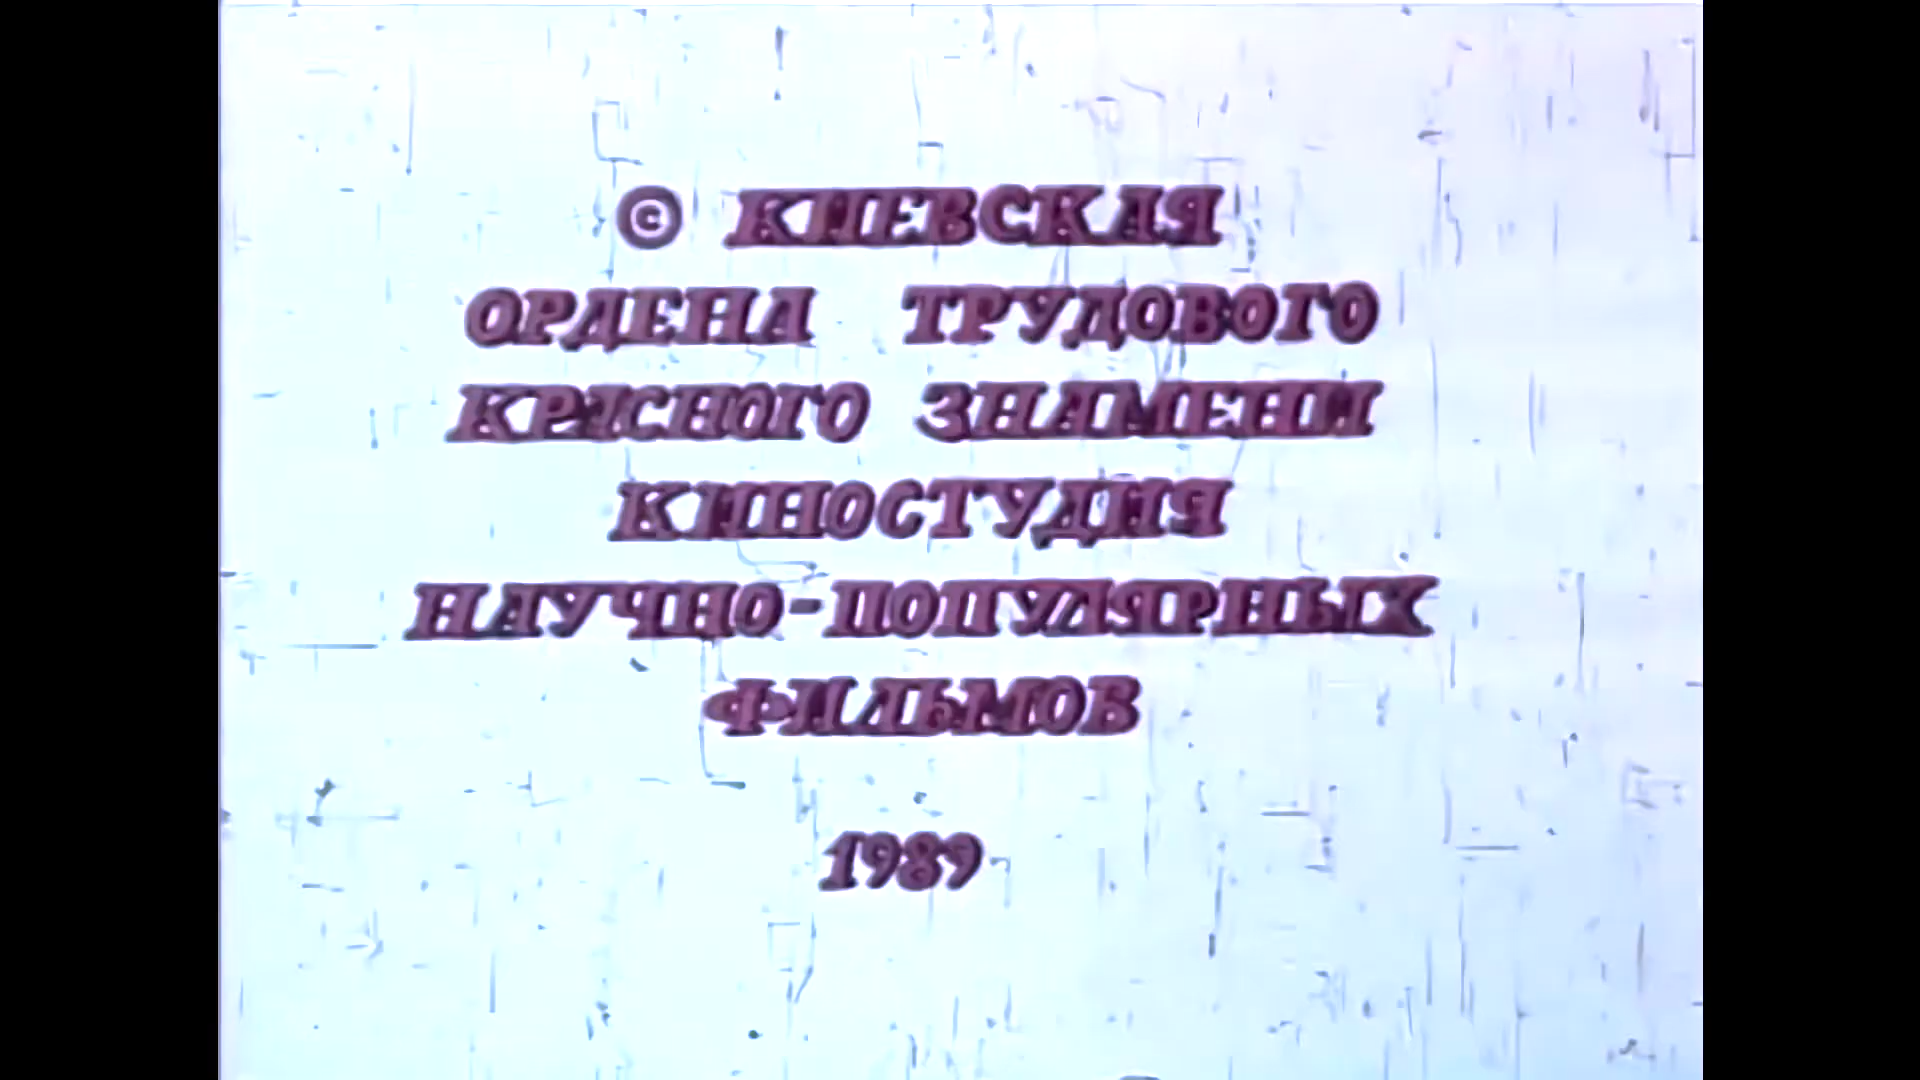 © КИЕВСКАЯ
ОРДЕНА ТРУДОВОГО
КРАСНОГО ЗНАМЕНИ
КИНОСТУДИЯ
НАУЧНО-ПОПУЛЯРНЫХ
ФИЛЬМОВ
1989